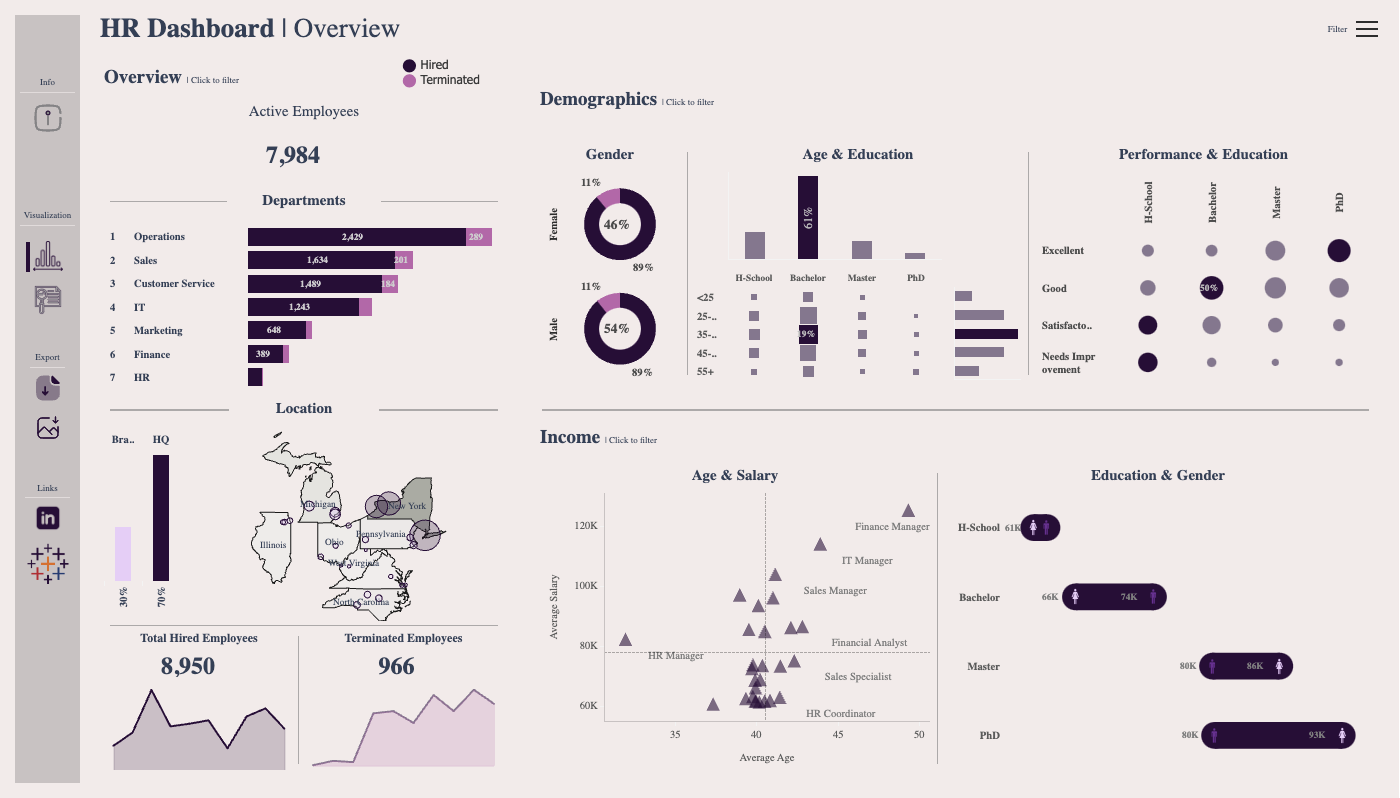 HR Dashboard | Overview
Filter
Info
Visualization
Export
Links
in
Overview | Click to filter
Hired
Terminated
Active Employees
7,984
Departments
1 Operations 2,429 289
2 Sales 1,634 201
3 Customer Service 1,489 184
4 IT 1,243
5 Marketing 648
6 Finance 389
7 HR
Location
Bra.. HQ
30% 70%
Michigan
New York
Illinois
Ohio
Pennsylvania
West Virginia
North Carolina
Total Hired Employees
8,950
Terminated Employees
966
Demographics | Click to filter
Gender
Female
11%
46%
89%
Male
11%
54%
89%
Age & Education
61%
H-School Bachelor Master PhD
<25
25-..
35-.. 19%
45-..
55+
Performance & Education
H-School Bachelor Master PhD
Excellent
Good 50%
Satisfacto..
Needs Impr
ovement
Income | Click to filter
Age & Salary
Average Salary
120K
100K
80K
60K
Finance Manager
IT Manager
Sales Manager
Financial Analyst
HR Manager
Sales Specialist
HR Coordinator
35 40 45 50
Average Age
Education & Gender
H-School 61K
Bachelor 66K 74K
Master 80K 86K
PhD 80K 93K